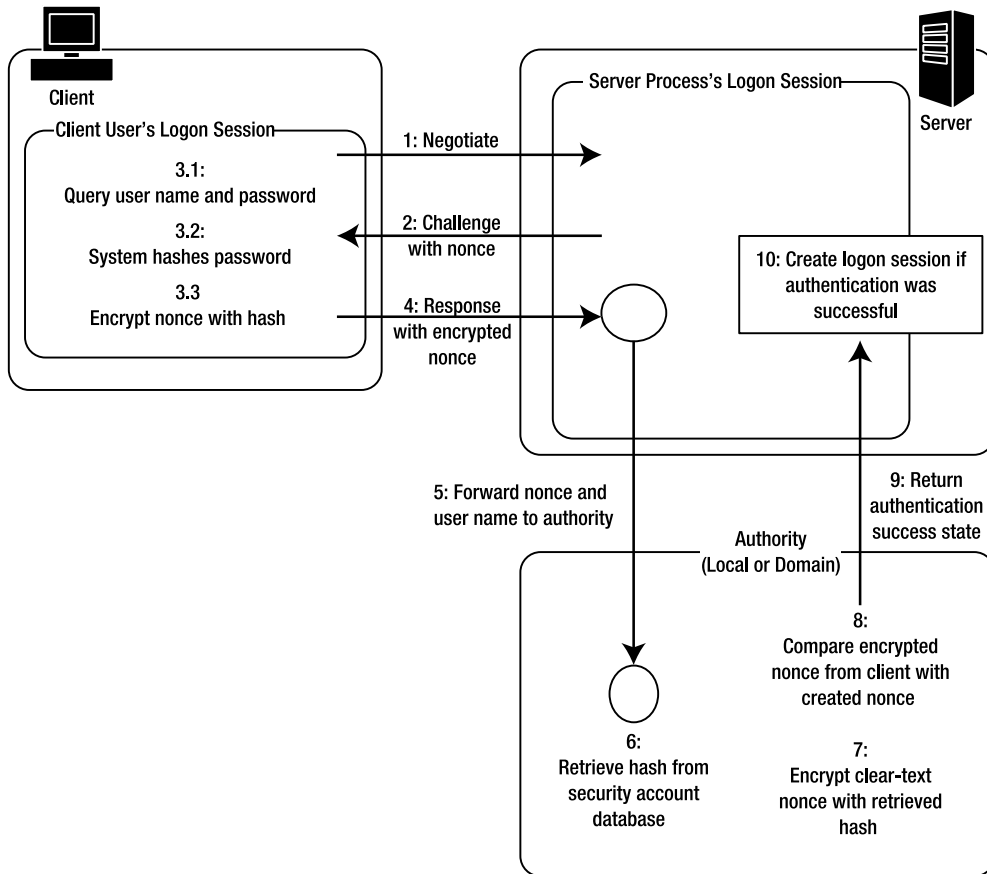 Client
Client User's Logon Session
3.1:
Query user name and password
3.2:
System hashes password
3.3
Encrypt nonce with hash
1: Negotiate
2: Challenge
with nonce
4: Response
with encrypted
nonce
Server Process's Logon Session
Server
10: Create logon session if
authentication was
successful
5: Forward nonce and
user name to authority
9: Return
authentication
success state
Authority
(Local or Domain)
6:
Retrieve hash from
security account
database
8:
Compare encrypted
nonce from client with
created nonce
7:
Encrypt clear-text
nonce with retrieved
hash